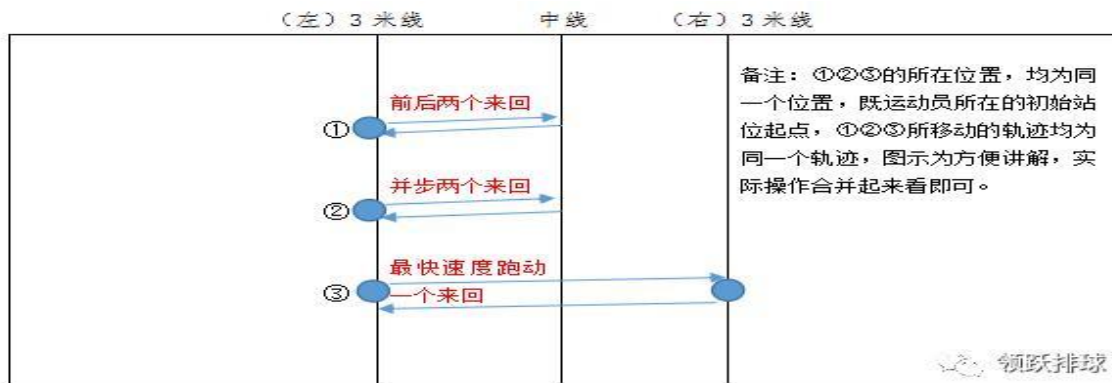 （左）3 米线 中线 （右）3 米线
备注：①②③的所在位置，均为同
一个位置，既运动员所在的初始站
位起点，①②③所移动的轨迹均为
同一个轨迹，图示为方便讲解，实
际操作合并起来看即可。
前后两个来回
①
并步两个来回
②
最快速度跑动
③
一个来回
领跃排球